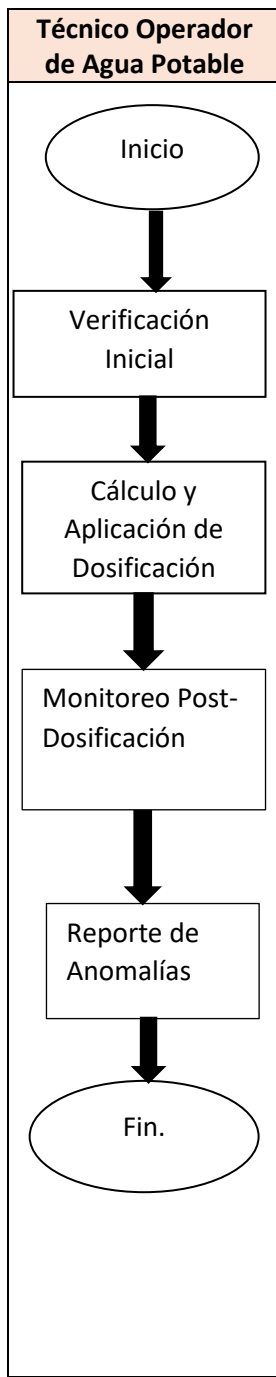 Técnico Operador
de Agua Potable
Inicio
Verificación
Inicial
Cálculo y
Aplicación de
Dosificación
Monitoreo Post-
Dosificación
Reporte de
Anomalías
Fin.